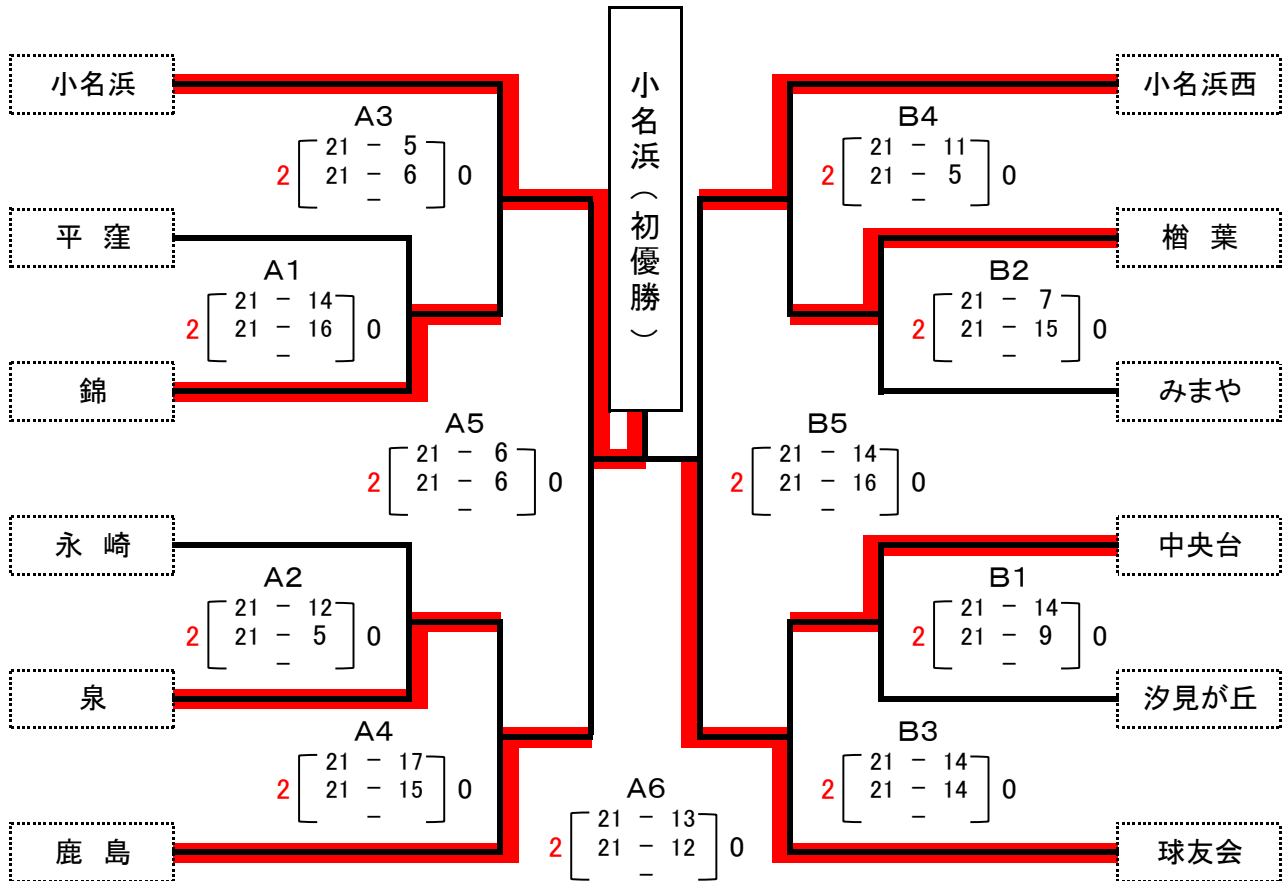 小名浜（初優勝）
小名浜
小名浜西
A3
2 21 － 5 0
21 － 6
－
B4
2 21 － 11 0
21 － 5
－
平 窪
楢 葉
A1
2 21 － 14 0
21 － 16
－
B2
2 21 － 7 0
21 － 15
－
錦
みまや
A5
2 21 － 6 0
21 － 6
－
B5
2 21 － 14 0
21 － 16
－
永 崎
中央台
A2
2 21 － 12 0
21 － 5
－
B1
2 21 － 14 0
21 － 9
－
泉
汐見が丘
A4
2 21 － 17 0
21 － 15
－
B3
2 21 － 14 0
21 － 14
－
A6
2 21 － 13 0
21 － 12
－
鹿 島
球友会